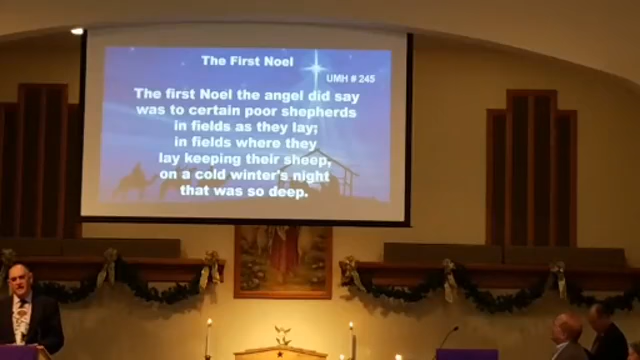 The First Noel
UMH # 245
The first Noel the angel did say
was to certain poor shepherds
in fields as they lay;
in fields where they
lay keeping their sheep,
on a cold winter's night
that was so deep.